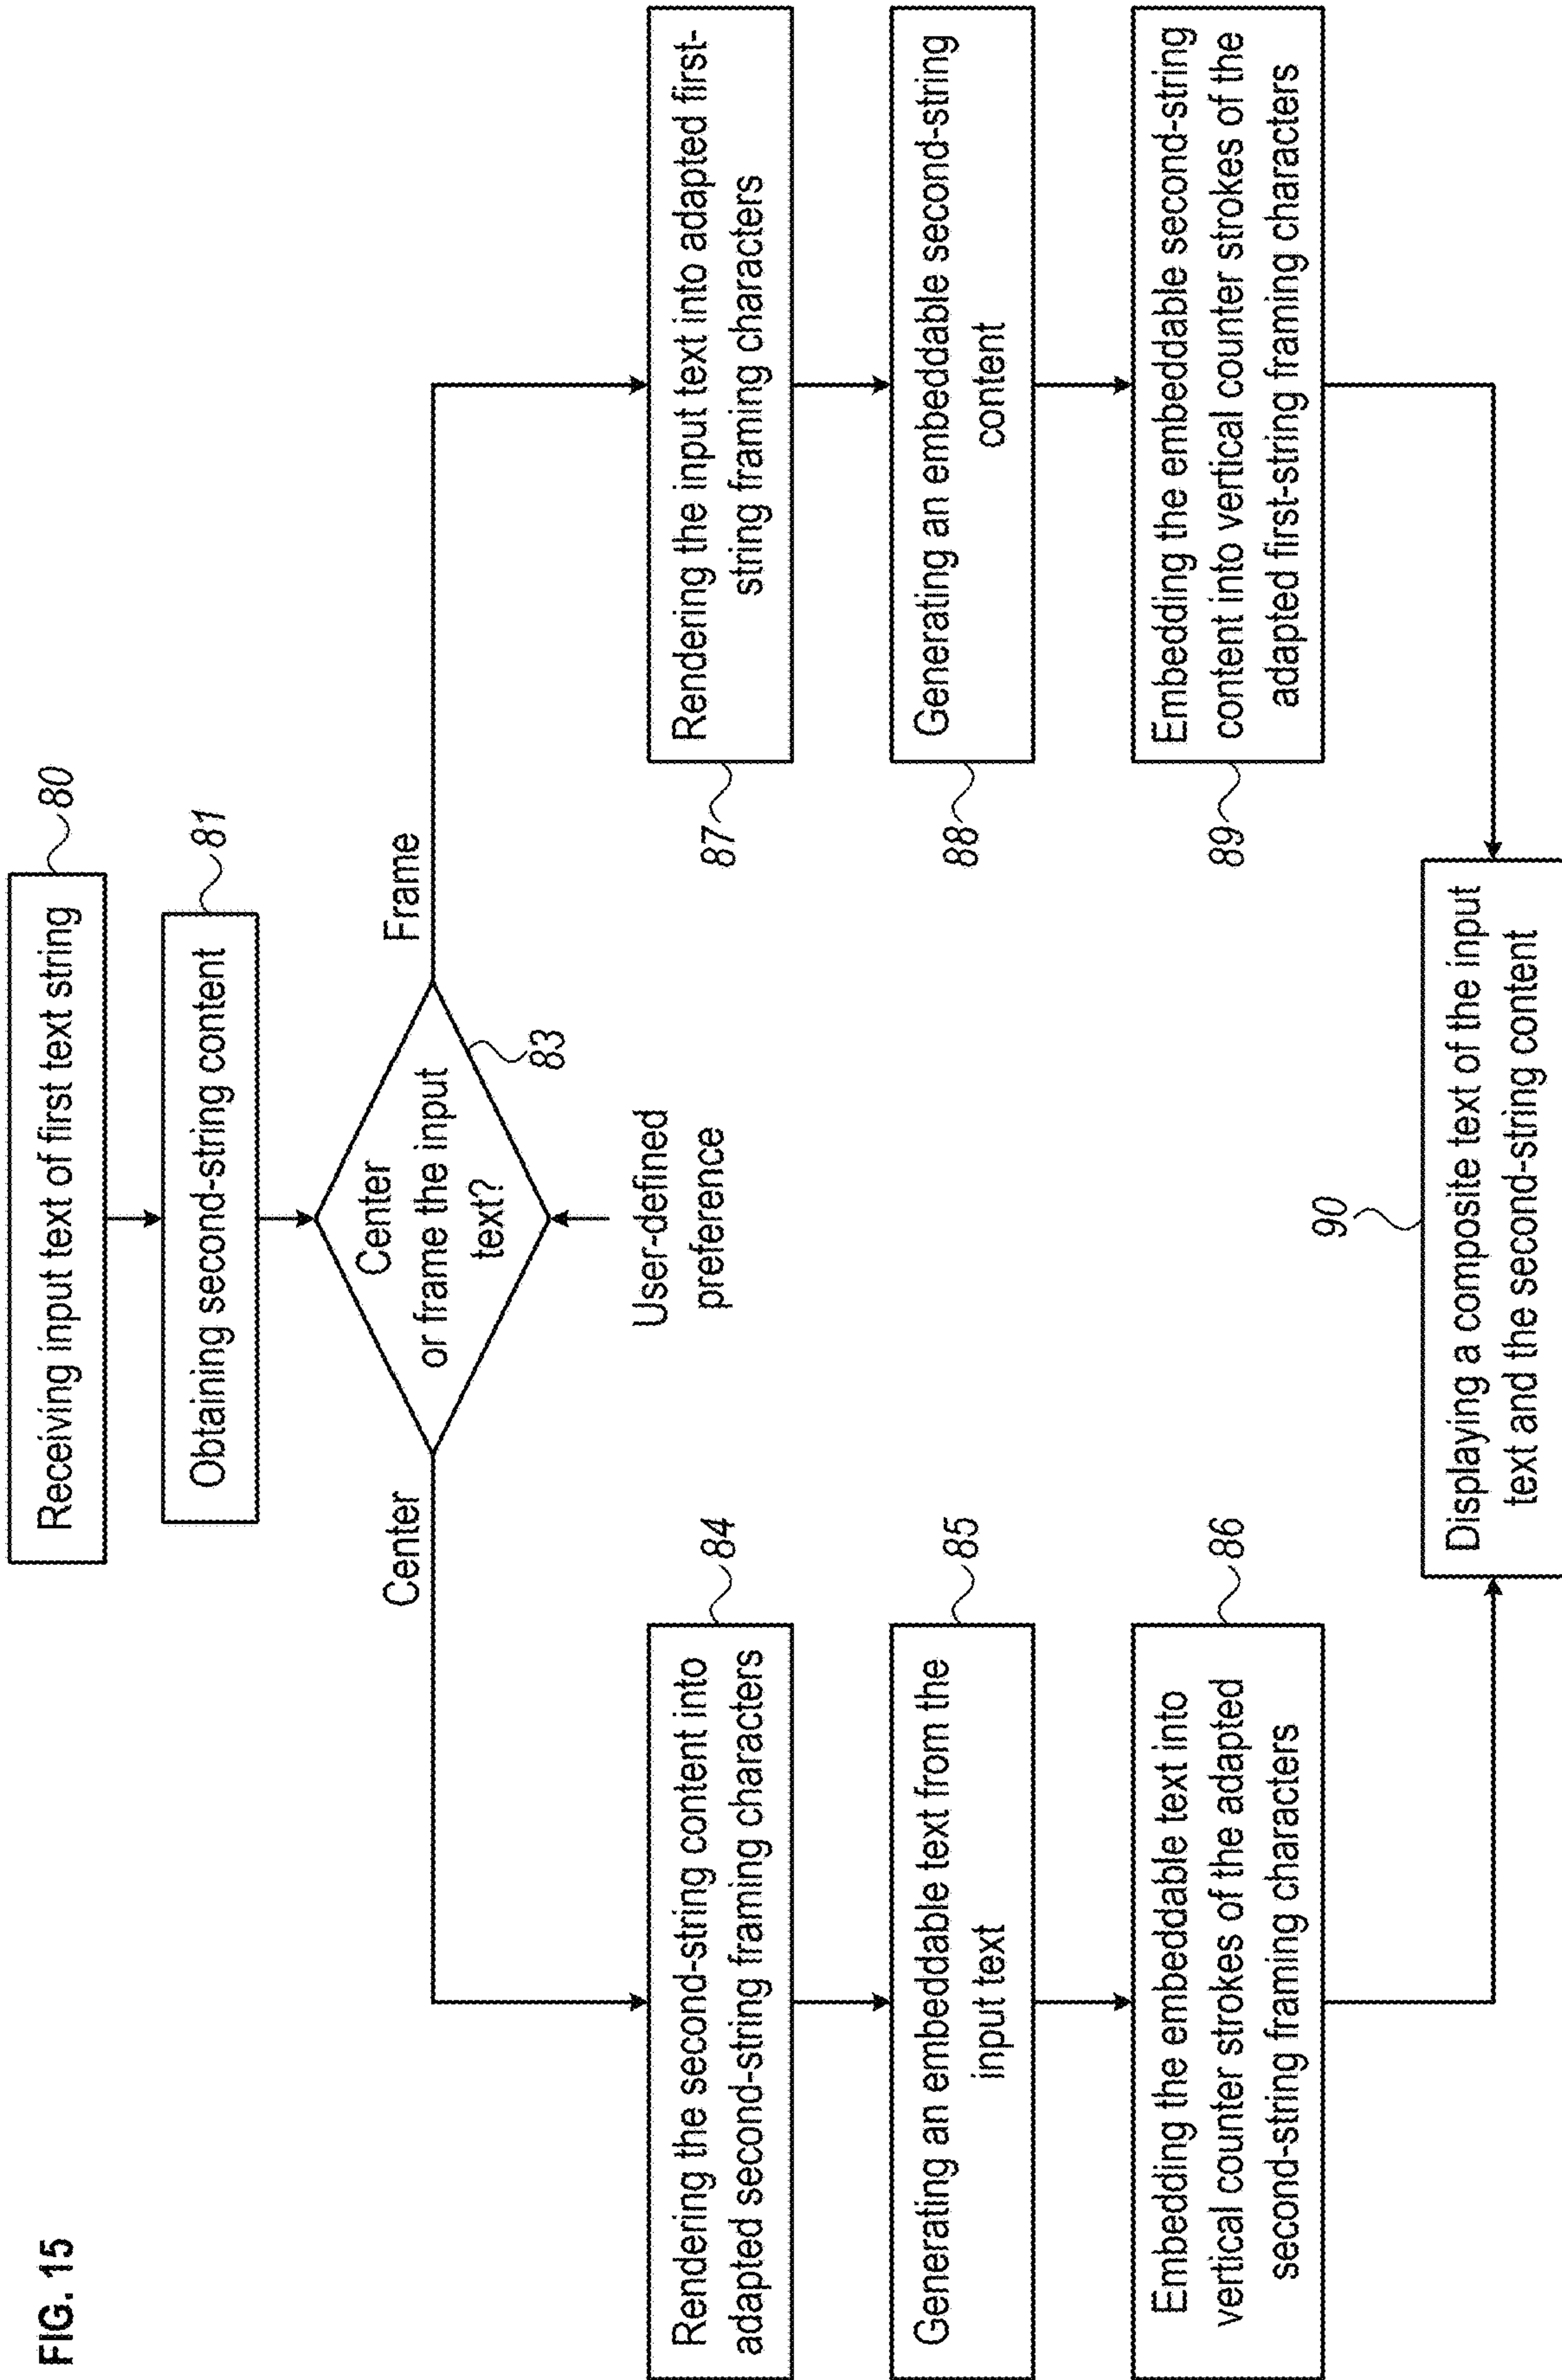 FIG. 15
Receiving input text of first text string
80
Obtaining second-string content
81
Center
or frame the input
text?
83
User-defined
preference
Center
Frame
Rendering the second-string content into
adapted second-string framing characters
84
Generating an embeddable text from the
input text
85
Embedding the embeddable text into
vertical counter strokes of the adapted
second-string framing characters
86
Rendering the input text into adapted first-
string framing characters
87
Generating an embeddable second-string
content
88
Embedding the embeddable second-string
content into vertical counter strokes of the
adapted first-string framing characters
89
90
Displaying a composite text of the input
text and the second-string content